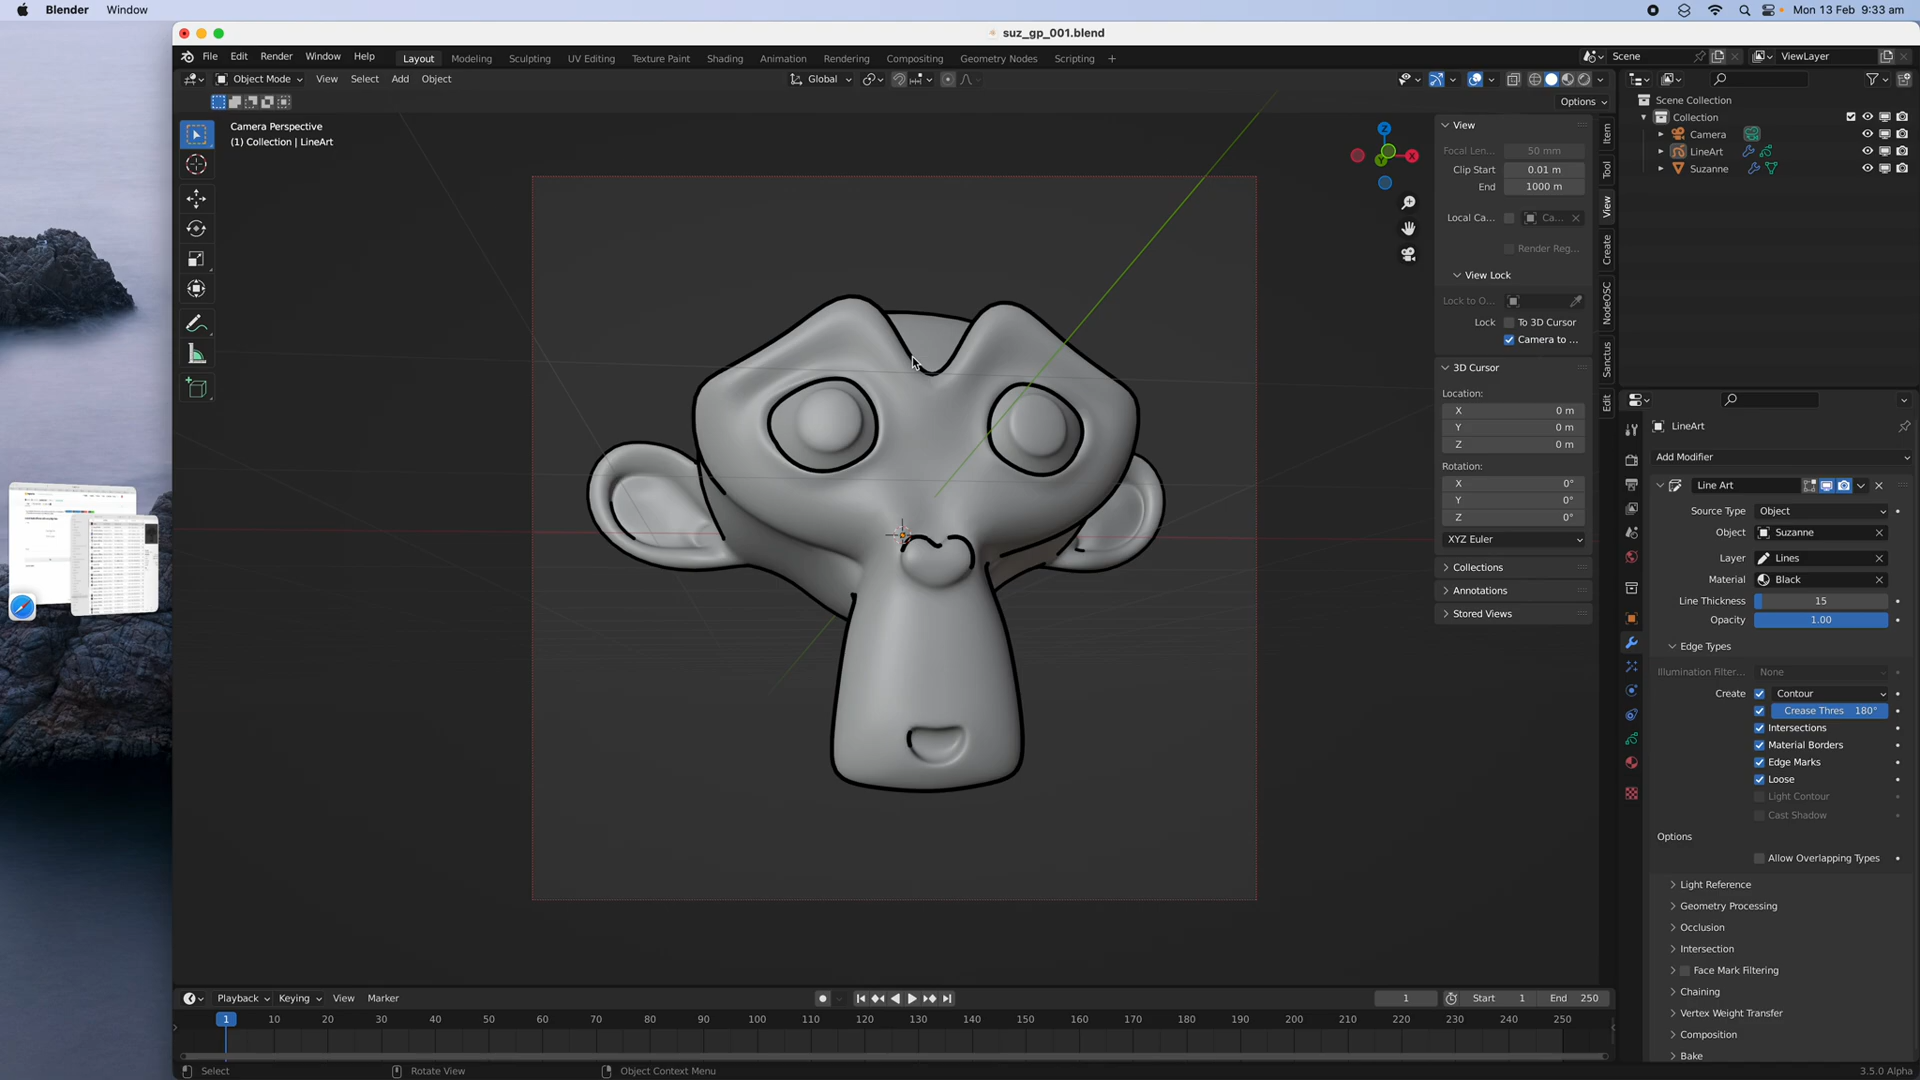 Blender Window
Mon 13 Feb 9:33 am
suz_gp_001.blend
File Edit Render Window Help
Layout Modeling Sculpting UV Editing Texture Paint Shading Animation Rendering Compositing Geometry Nodes Scripting +
Scene
ViewLayer
Object Mode View Select Add Object
Global
Options
Camera Perspective
(1) Collection | LineArt
Z
X
Y
View
Focal Len... 50 mm
Clip Start 0.01 m
End 1000 m
Local Ca... Ca...
Render Reg...
View Lock
Lock to O...
Lock To 3D Cursor
Camera to ...
3D Cursor
Location:
X 0 m
Y 0 m
Z 0 m
Rotation:
X 0°
Y 0°
Z 0°
XYZ Euler
Collections
Annotations
Stored Views
Item
Tool
View
Create
NodeOSC
Sanctus
Edit
Scene Collection
Collection
Camera
LineArt
Suzanne
LineArt
Add Modifier
Line Art
Source Type Object
Object Suzanne
Layer Lines
Material Black
Line Thickness 15
Opacity 1.00
Edge Types
Illumination Filter... None
Create Contour
Crease Thres 180°
Intersections
Material Borders
Edge Marks
Loose
Light Contour
Cast Shadow
Options
Allow Overlapping Types
Light Reference
Geometry Processing
Occlusion
Intersection
Face Mark Filtering
Chaining
Vertex Weight Transfer
Composition
Bake
Playback Keying View Marker
1 Start 1 End 250
1 10 20 30 40 50 60 70 80 90 100 110 120 130 140 150 160 170 180 190 200 210 220 230 240 250
Select Rotate View Object Context Menu
3.5.0 Alpha